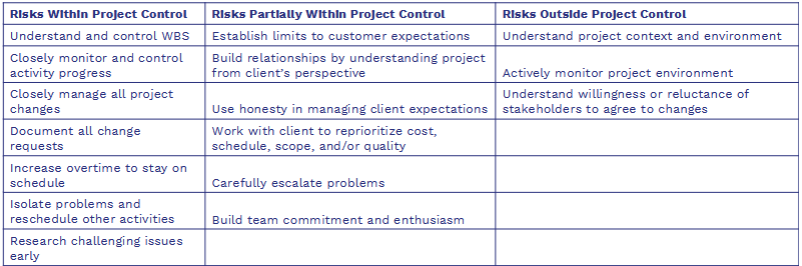 Risks Within Project Control Risks Partially Within Project Control Risks Outside Project Control
Understand and control WBS Establish limits to customer expectations Understand project context and environment
Closely monitor and control
activity progress
Build relationships by understanding project
from client's perspective
Actively monitor project environment
Closely manage all project
changes
Use honesty in managing client expectations
Understand willingness or reluctance of
stakeholders to agree to changes
Document all change
requests
Work with client to reprioritize cost,
schedule, scope, and/or quality
Increase overtime to stay on
schedule
Carefully escalate problems
Isolate problems and
reschedule other activities
Build team commitment and enthusiasm
Research challenging issues
early